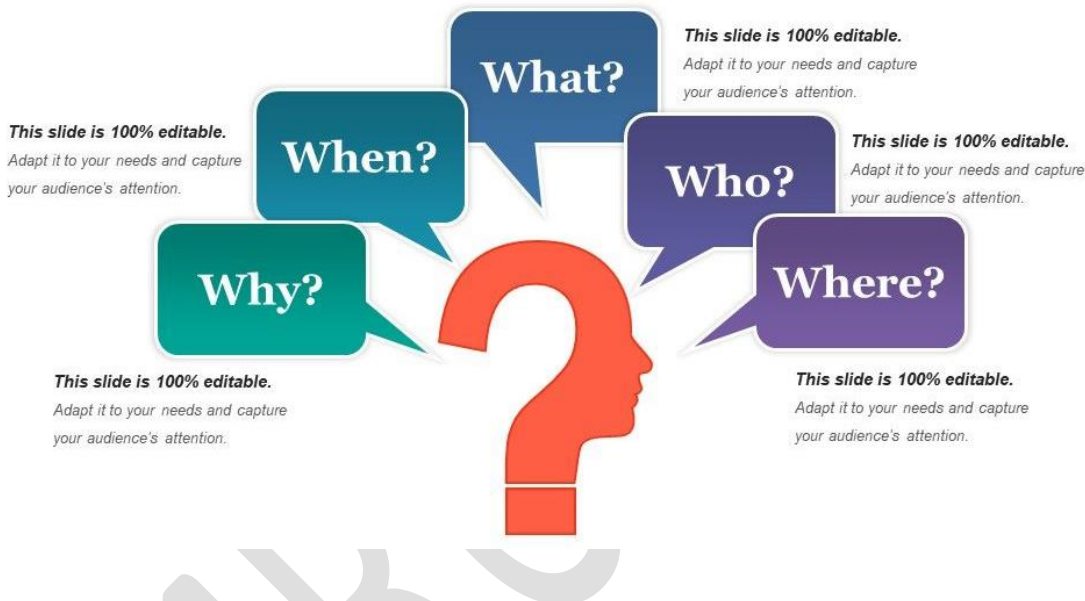 What?
This slide is 100% editable.
Adapt it to your needs and capture
your audience's attention.
When?
This slide is 100% editable.
Adapt it to your needs and capture
your audience's attention.
Who?
This slide is 100% editable.
Adapt it to your needs and capture
your audience's attention.
Why?
This slide is 100% editable.
Adapt it to your needs and capture
your audience's attention.
Where?
This slide is 100% editable.
Adapt it to your needs and capture
your audience's attention.